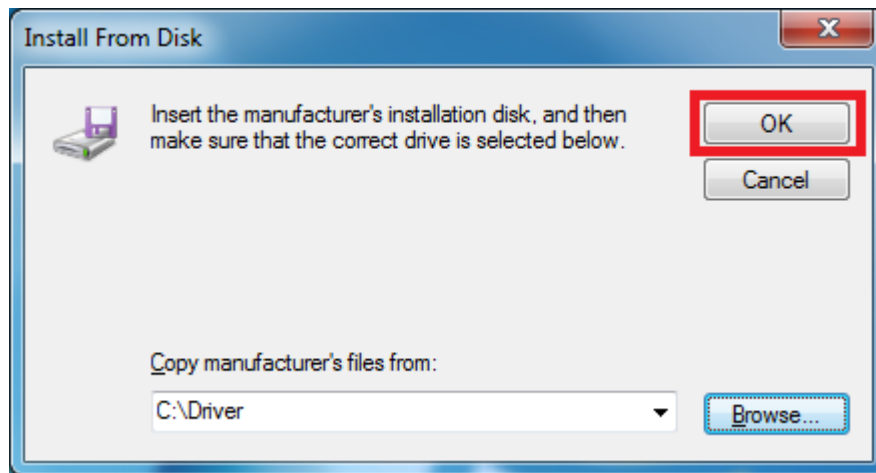 Install From Disk
Insert the manufacturer's installation disk, and then
make sure that the correct drive is selected below.
OK
Cancel
Copy manufacturer's files from:
C:\Driver
Browse...